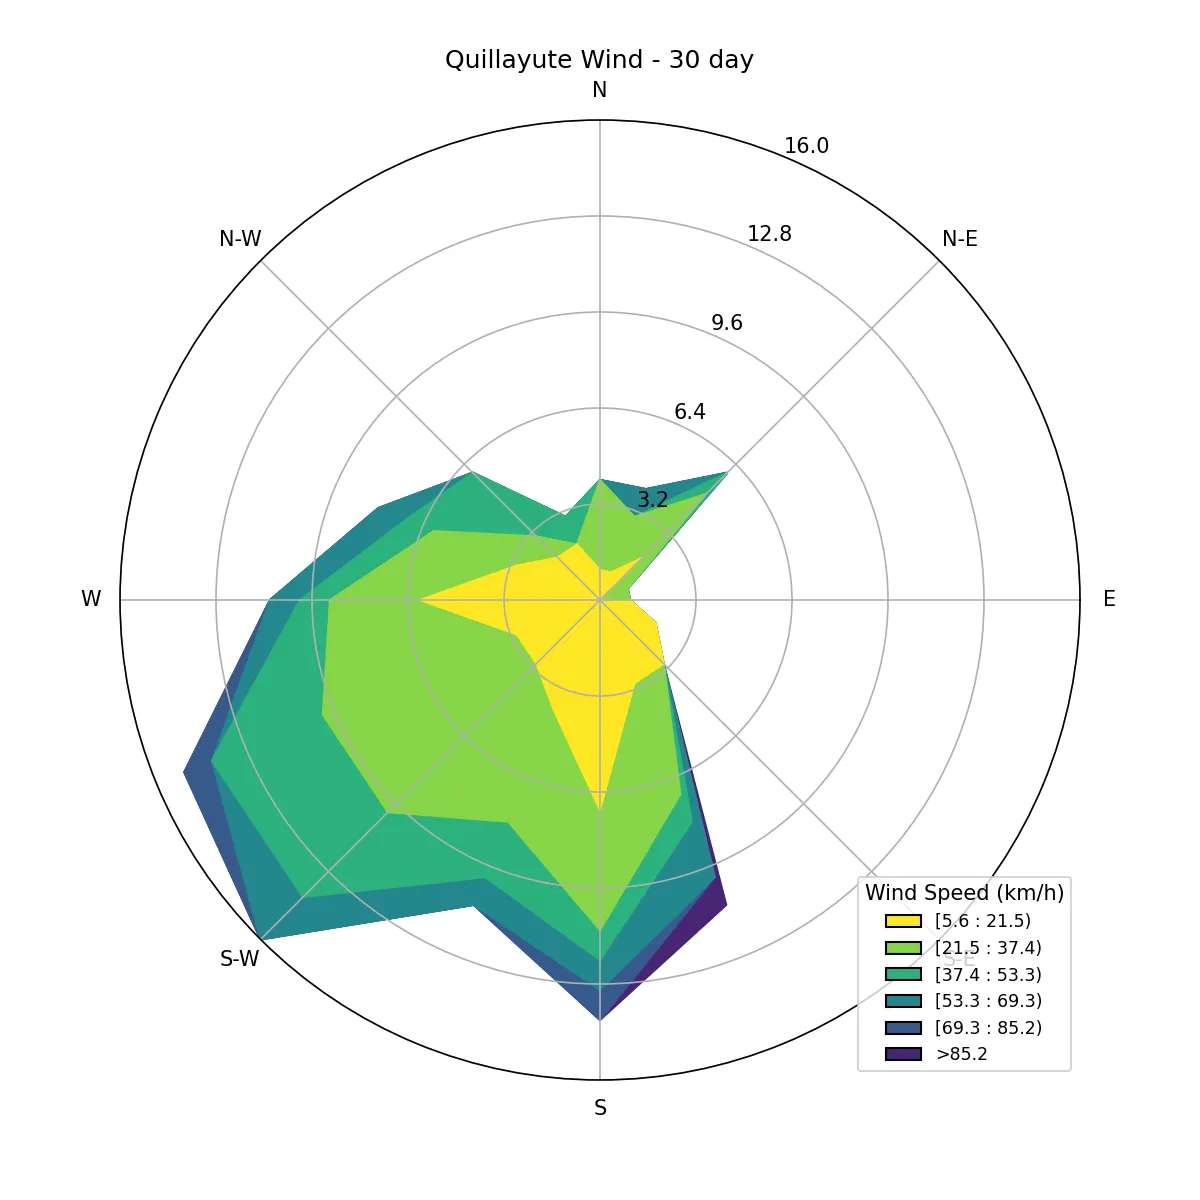 Quillayute Wind - 30 day
N
16.0
N-W
12.8
N-E
9.6
6.4
3.2
W
E
S-W
S-E
Wind Speed (km/h)
[5.6 : 21.5)
[21.5 : 37.4)
[37.4 : 53.3)
[53.3 : 69.3)
[69.3 : 85.2)
>85.2
S